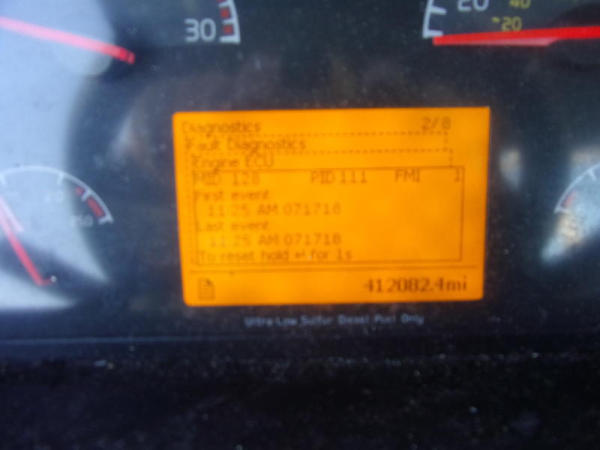 30
20
40
20
20
Diagnostics 2/8
Fault Diagnostics
Engine ECU
MID 128 PID 111 FMI 1
First event
11:25 AM 071718
Last event
11:25 AM 071718
To reset hold ↵ for 1s
412082.4mi
Ultra Low Sulfur Diesel Fuel Only